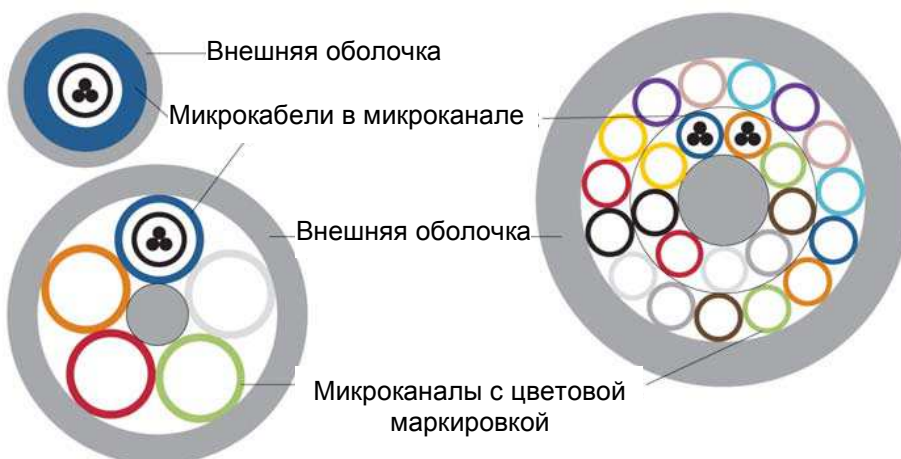 Внешняя оболочка
Микрокабели в микроканале
Внешняя оболочка
Микроканалы с цветовой
маркировкой